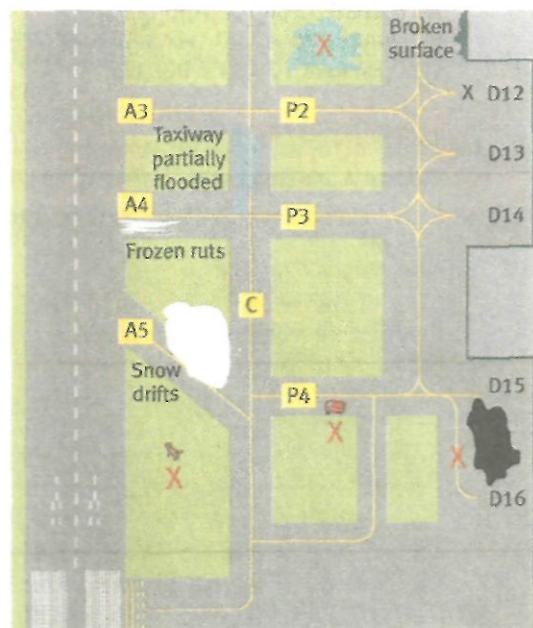 Broken
surface
X
X D12
A3
P2
Taxiway
partially
flooded
D13
A4
P3
D14
Frozen ruts
C
A5
Snow
drifts
D15
P4
X
X
X
D16